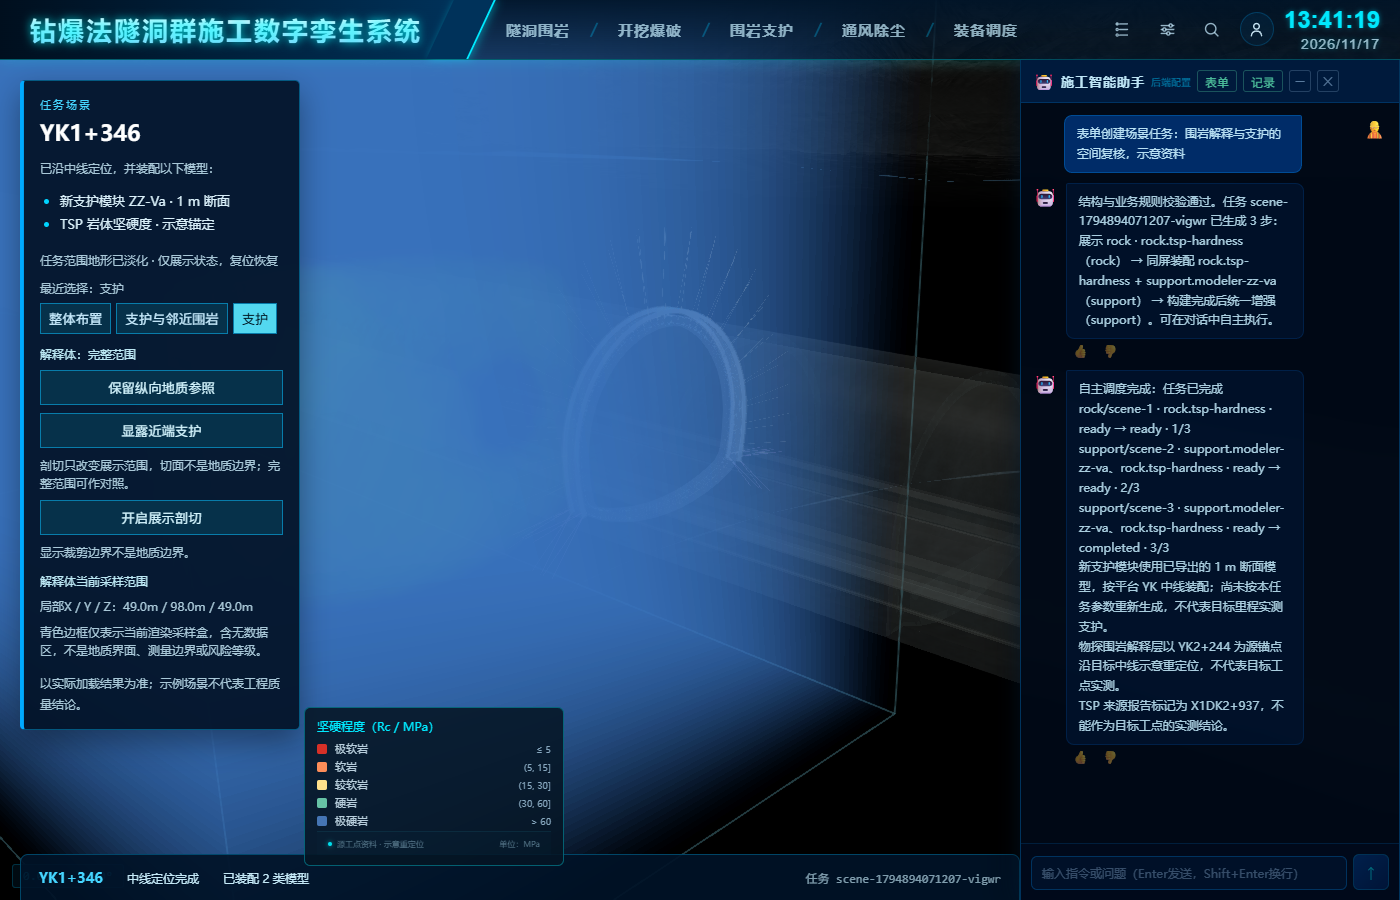 钻爆法隧洞群施工数字孪生系统
隧洞围岩 / 开挖爆破 / 围岩支护 / 通风除尘 / 装备调度
13:41:19
2026/11/17
任务场景
YK1+346
已沿中线定位，并装配以下模型：
• 新支护模块 ZZ-Va · 1 m 断面
• TSP 岩体坚硬度 · 示意锚定
任务范围地形已淡化 · 仅展示状态，复位恢复
最近选择：支护
整体布置 支护与邻近围岩 支护
解释体：完整范围
保留纵向地质参照
显露近端支护
剖切只改变展示范围，切面不是地质边界；完
整范围可作对照。
开启展示剖切
显示裁剪边界不是地质边界。
解释体当前采样范围
局部X / Y / Z：49.0m / 98.0m / 49.0m
青色边框仅表示当前渲染采样盒，含无数据
区，不是地质界面、测量边界或风险等级。
以实际加载结果为准；示例场景不代表工程质
量结论。
坚硬程度（Rc / MPa）
极软岩 ≤ 5
软岩 (5, 15]
较软岩 (15, 30]
硬岩 (30, 60]
极硬岩 > 60
源工点资料 · 示意重定位 单位：MPa
YK1+346 中线定位完成 已装配 2 类模型 任务 scene-1794894071207-vigwr
施工智能助手 后端配置 表单 记录
表单创建场景任务：围岩解释与支护的
空间复核，示意资料
结构与业务规则校验通过。任务 scene-
1794894071207-vigwr 已生成 3 步：
展示 rock · rock.tsp-hardness
（rock） → 同屏装配 rock.tsp-
hardness + support.modeler-zz-va
（support） → 构建完成后统一增强
（support）。可在对话中自主执行。
自主调度完成：任务已完成
rock/scene-1 · rock.tsp-hardness ·
ready → ready · 1/3
support/scene-2 · support.modeler-
zz-va、rock.tsp-hardness · ready →
ready · 2/3
support/scene-3 · support.modeler-
zz-va、rock.tsp-hardness · ready →
completed · 3/3
新支护模块使用已导出的 1 m 断面模
型，按平台 YK 中线装配；尚未按本任
务参数重新生成，不代表目标里程实测
支护。
物探围岩解释层以 YK2+244 为源锚点
沿目标中线示意重定位，不代表目标工
点实测。
TSP 来源报告标记为 X1DK2+937，不
能作为目标工点的实测结论。
输入指令或问题（Enter发送，Shift+Enter换行）